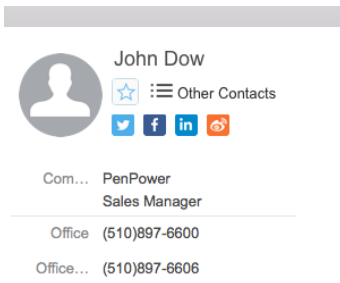 John Dow
Other Contacts
Com... PenPower
Sales Manager
Office (510)897-6600
Office... (510)897-6606